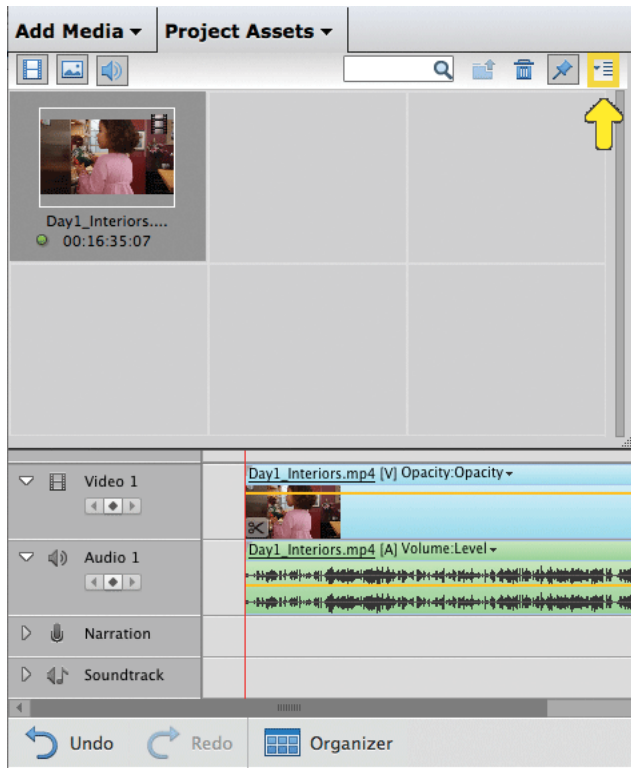 Add Media Project Assets
Day1_Interiors....
00:16:35:07
Video 1
Day1_Interiors.mp4 [V] Opacity:Opacity
Audio 1
Day1_Interiors.mp4 [A] Volume:Level
Narration
Soundtrack
Undo Redo Organizer